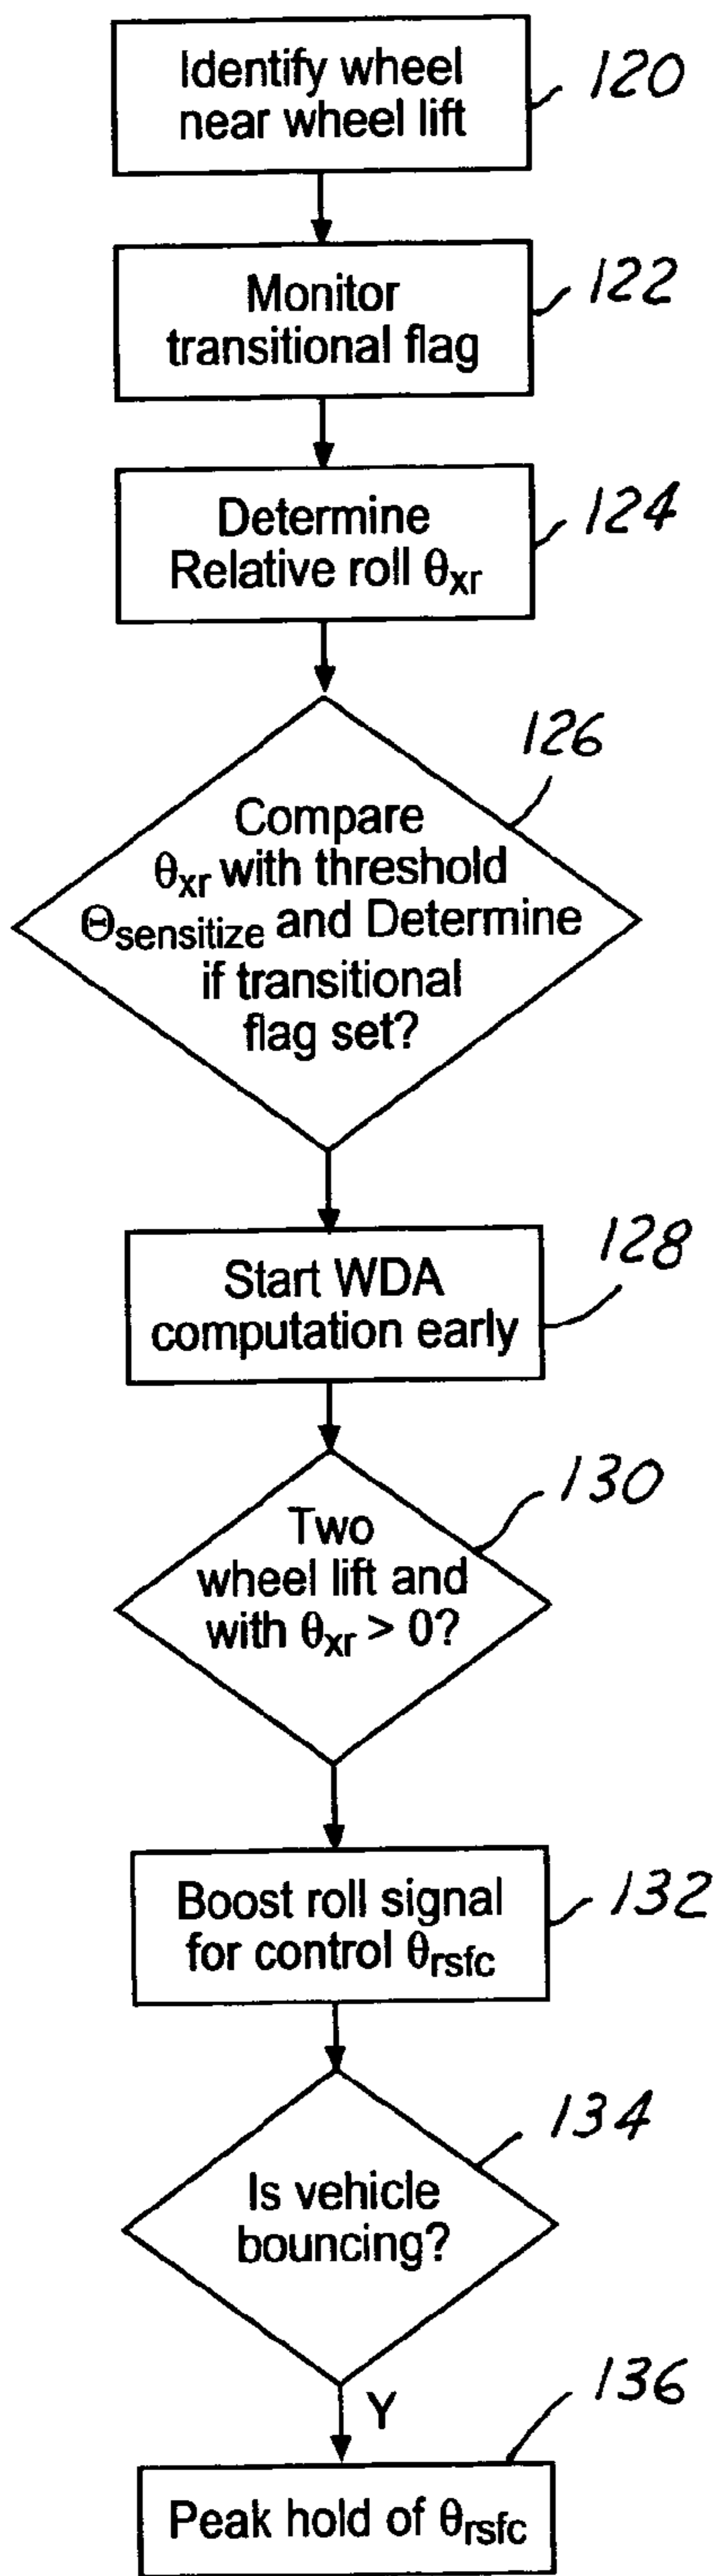 Identify wheel
near wheel lift
120
Monitor
transitional flag
122
Determine
Relative roll θxr
124
126
Compare
θxr with threshold
Θsensitize and Determine
if transitional
flag set?
128
Start WDA
computation early
130
Two
wheel lift and
with θxr > 0?
Boost roll signal
for control θrsfc
132
134
Is vehicle
bouncing?
Y
136
Peak hold of θrsfc